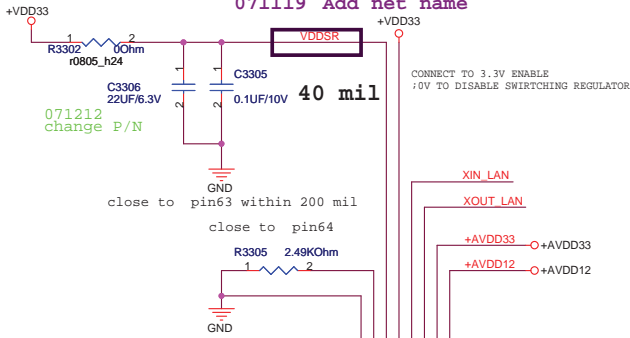 071119 Add net name
+VDD33
+VDD33
1
2
VDDSR
R3302
0Ohm
r0805_h24
CONNECT TO 3.3V ENABLE
;0V TO DISABLE SWIRTCHING REGULATOR
1
1
C3305
C3306
22UF/6.3V
2
2
0.1UF/10V
40 mil
071212
change P/N
GND
XIN_LAN
close to pin63 within 200 mil
XOUT_LAN
close to pin64
R3305
2.49KOhm
+AVDD33
+AVDD33
1
2
+AVDD12
+AVDD12
GND